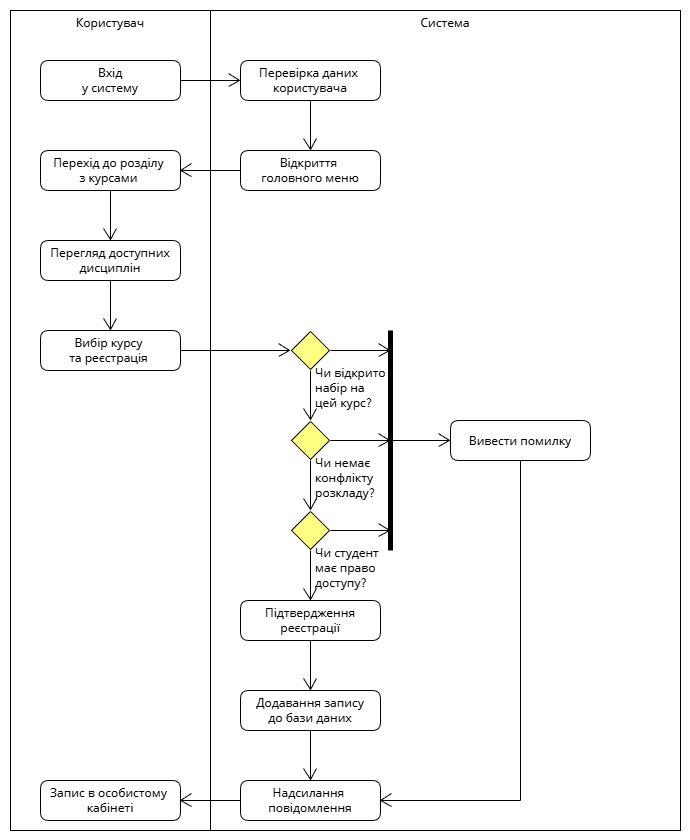 Користувач
Система
Вхід
у систему
Перевірка даних
користувача
Перехід до розділу
з курсами
Відкриття
головного меню
Перегляд доступних
дисциплін
Вибір курсу
та реєстрація
Чи відкрито
набір на
цей курс?
Вивести помилку
Чи немає
конфлікту
розкладу?
Чи студент
має право
доступу?
Підтвердження
реєстрації
Додавання запису
до бази даних
Запис в особистому
кабінеті
Надсилання
повідомлення